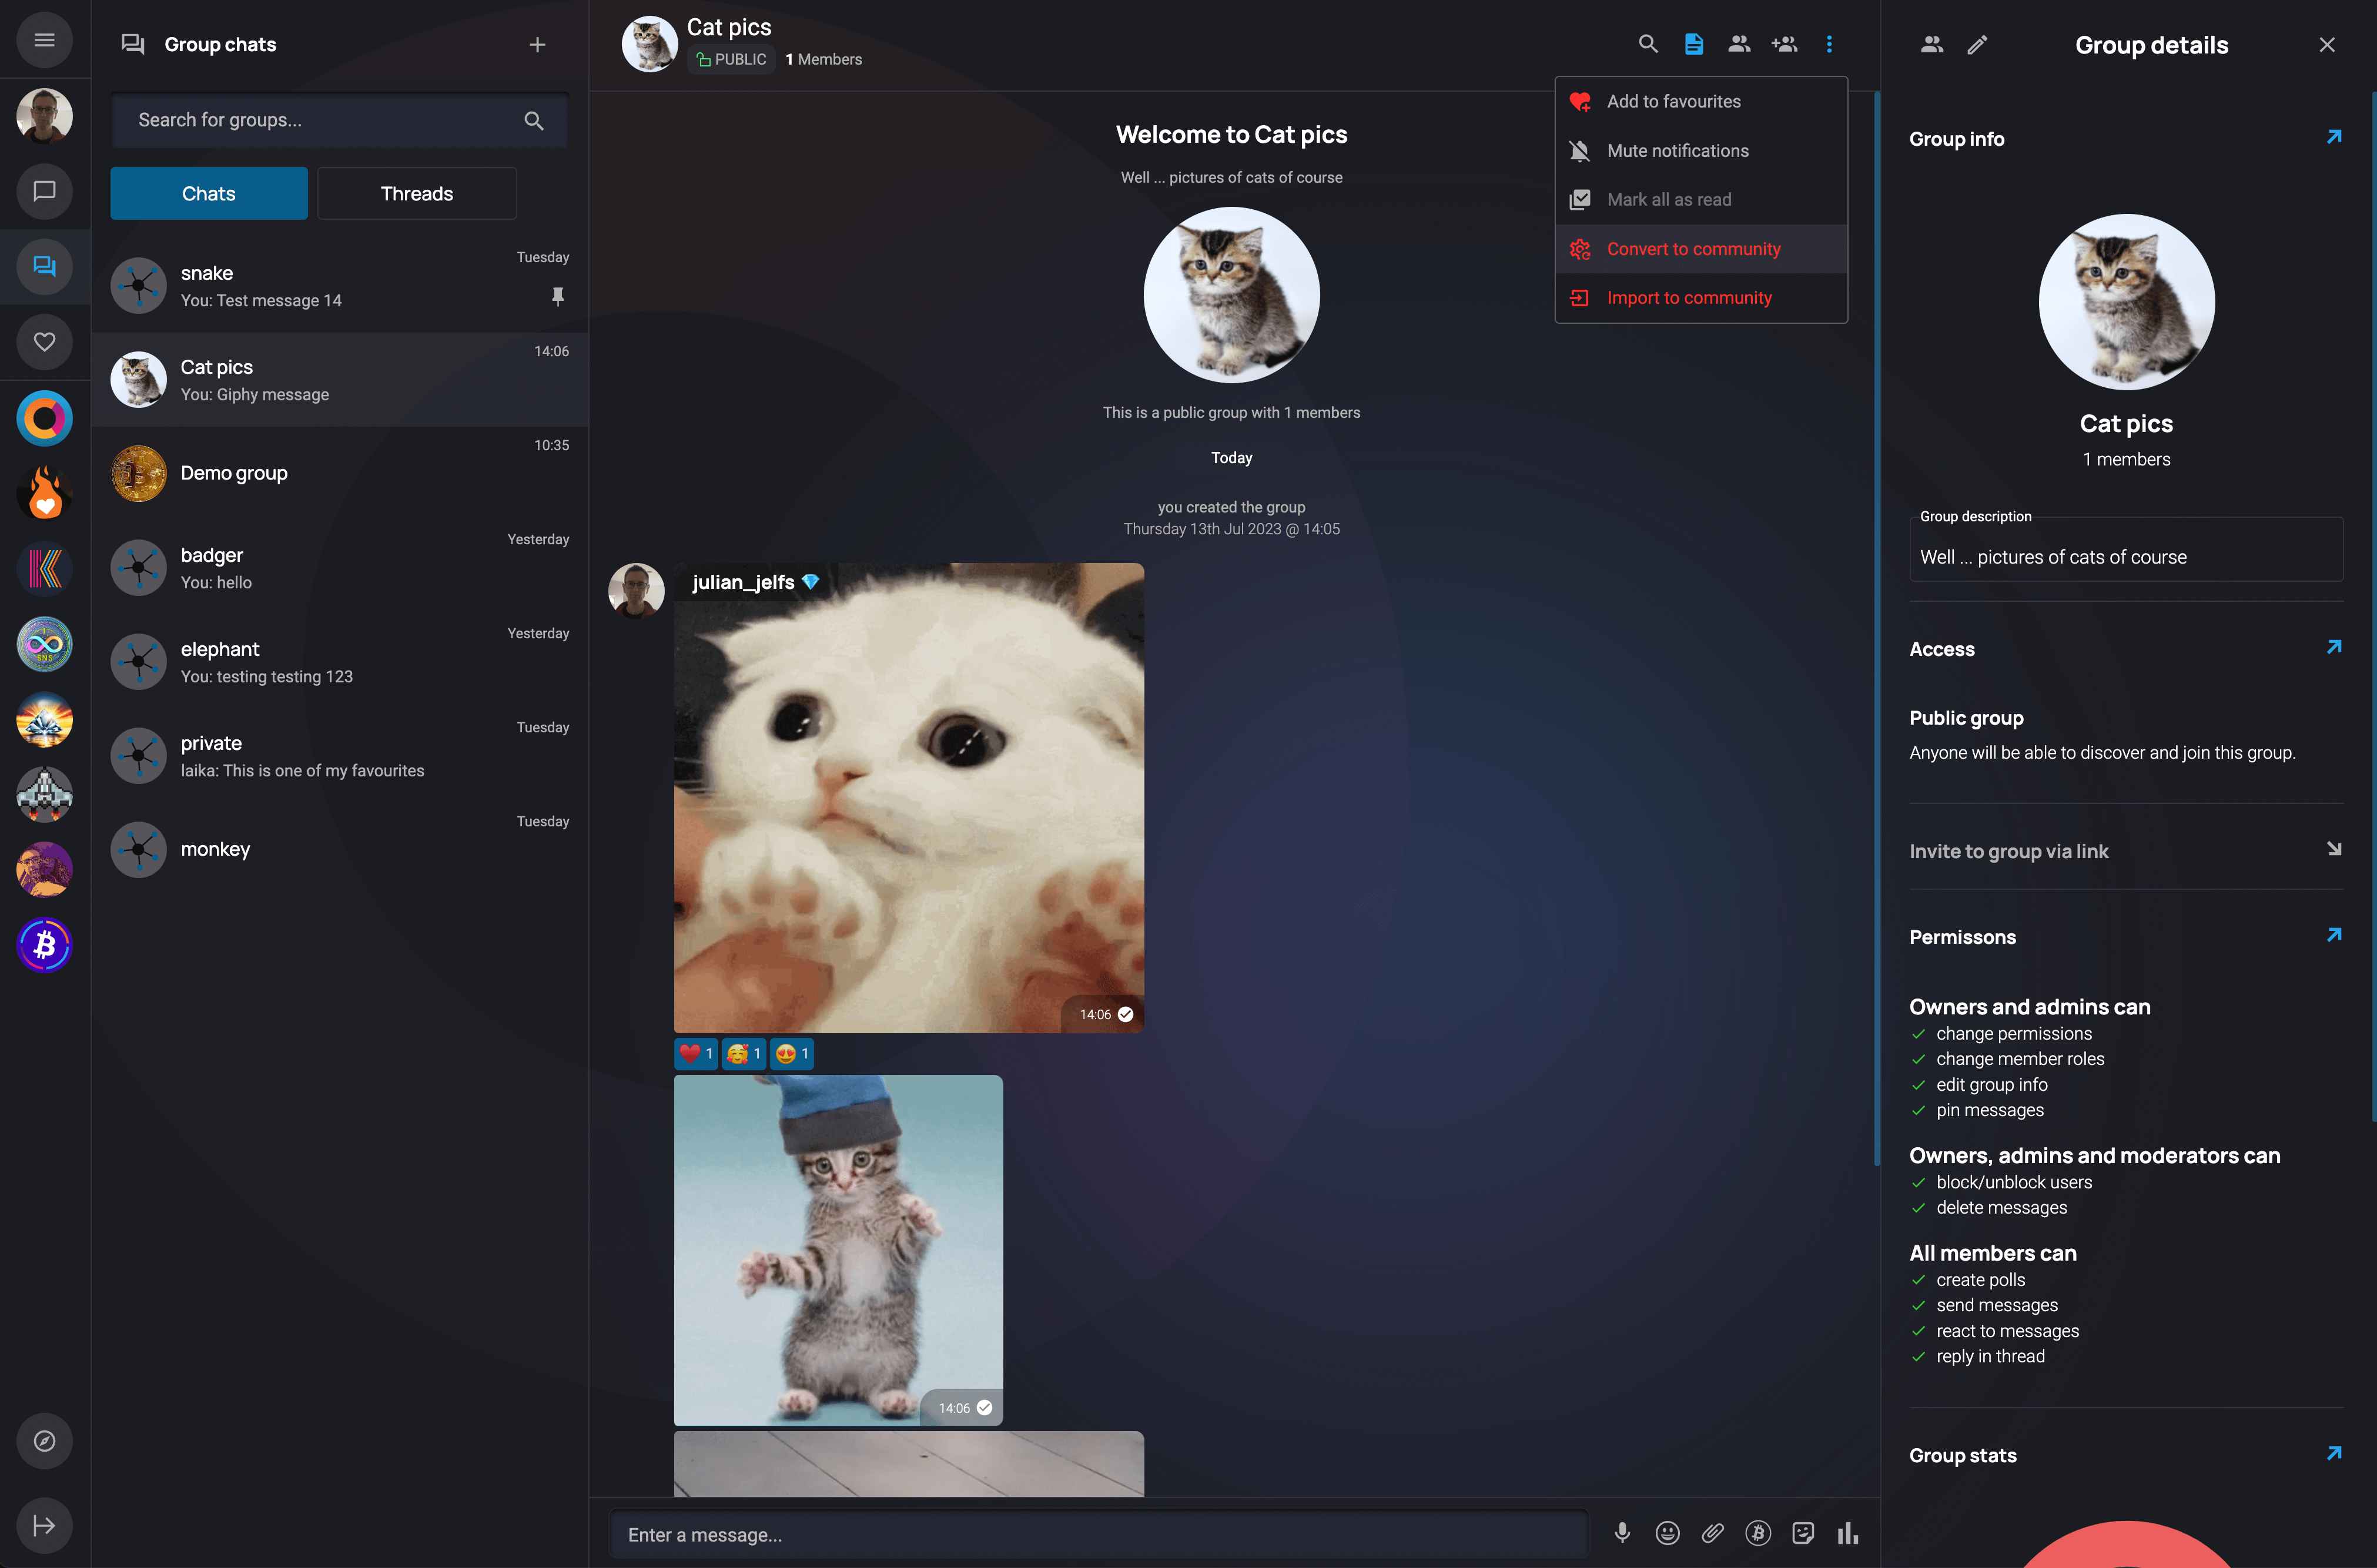 Group chats
Search for groups...
Chats
Threads
Tuesday
snake
You: Test message 14
14:06
Cat pics
You: Giphy message
10:35
Demo group
Yesterday
badger
You: hello
Yesterday
elephant
You: testing testing 123
Tuesday
private
laika: This is one of my favourites
Tuesday
monkey
SNS
Cat pics
PUBLIC
1 Members
Add to favourites
Mute notifications
Mark all as read
Convert to community
Import to community
Welcome to Cat pics
Well ... pictures of cats of course
This is a public group with 1 members
Today
you created the group
Thursday 13th Jul 2023 @ 14:05
julian_jelfs
14:06
1
1
1
14:06
Enter a message...
Group details
Group info
Cat pics
1 members
Group description
Well ... pictures of cats of course
Access
Public group
Anyone will be able to discover and join this group.
Invite to group via link
Permissons
Owners and admins can
change permissions
change member roles
edit group info
pin messages
Owners, admins and moderators can
block/unblock users
delete messages
All members can
create polls
send messages
react to messages
reply in thread
Group stats